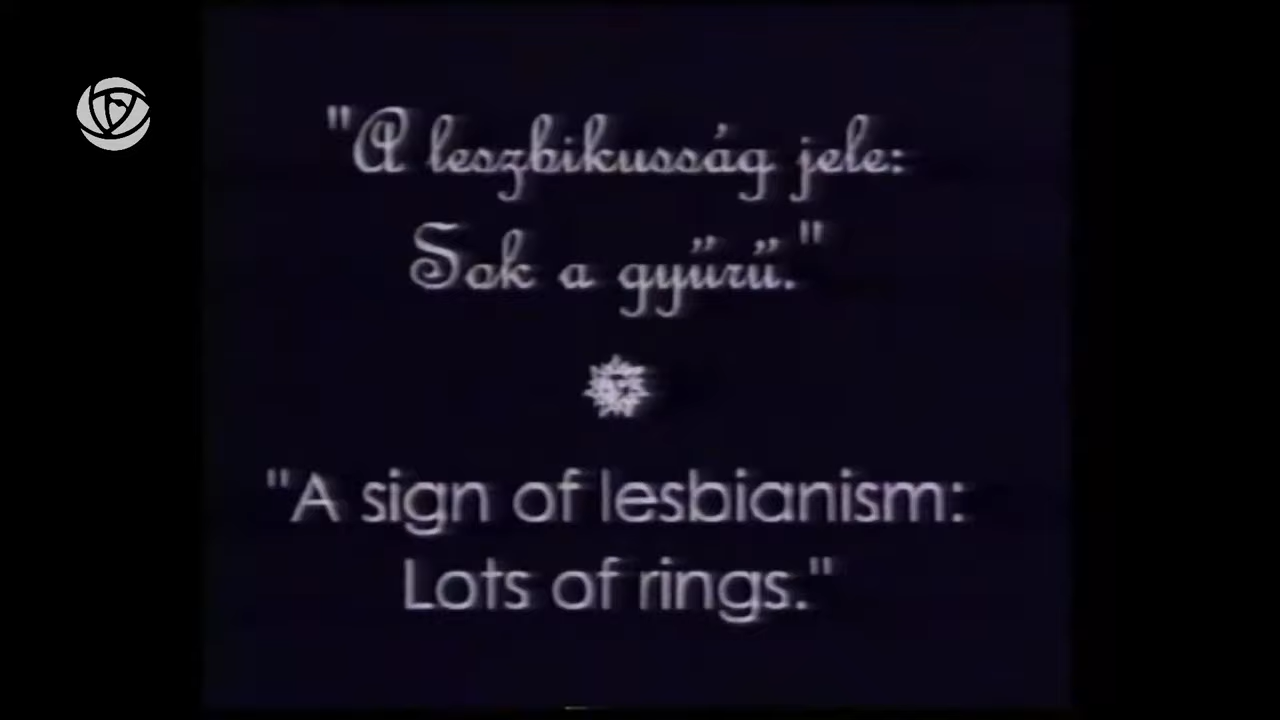 "A leszbikusság jele:
Sok a gyűrű."
"A sign of lesbianism:
Lots of rings."